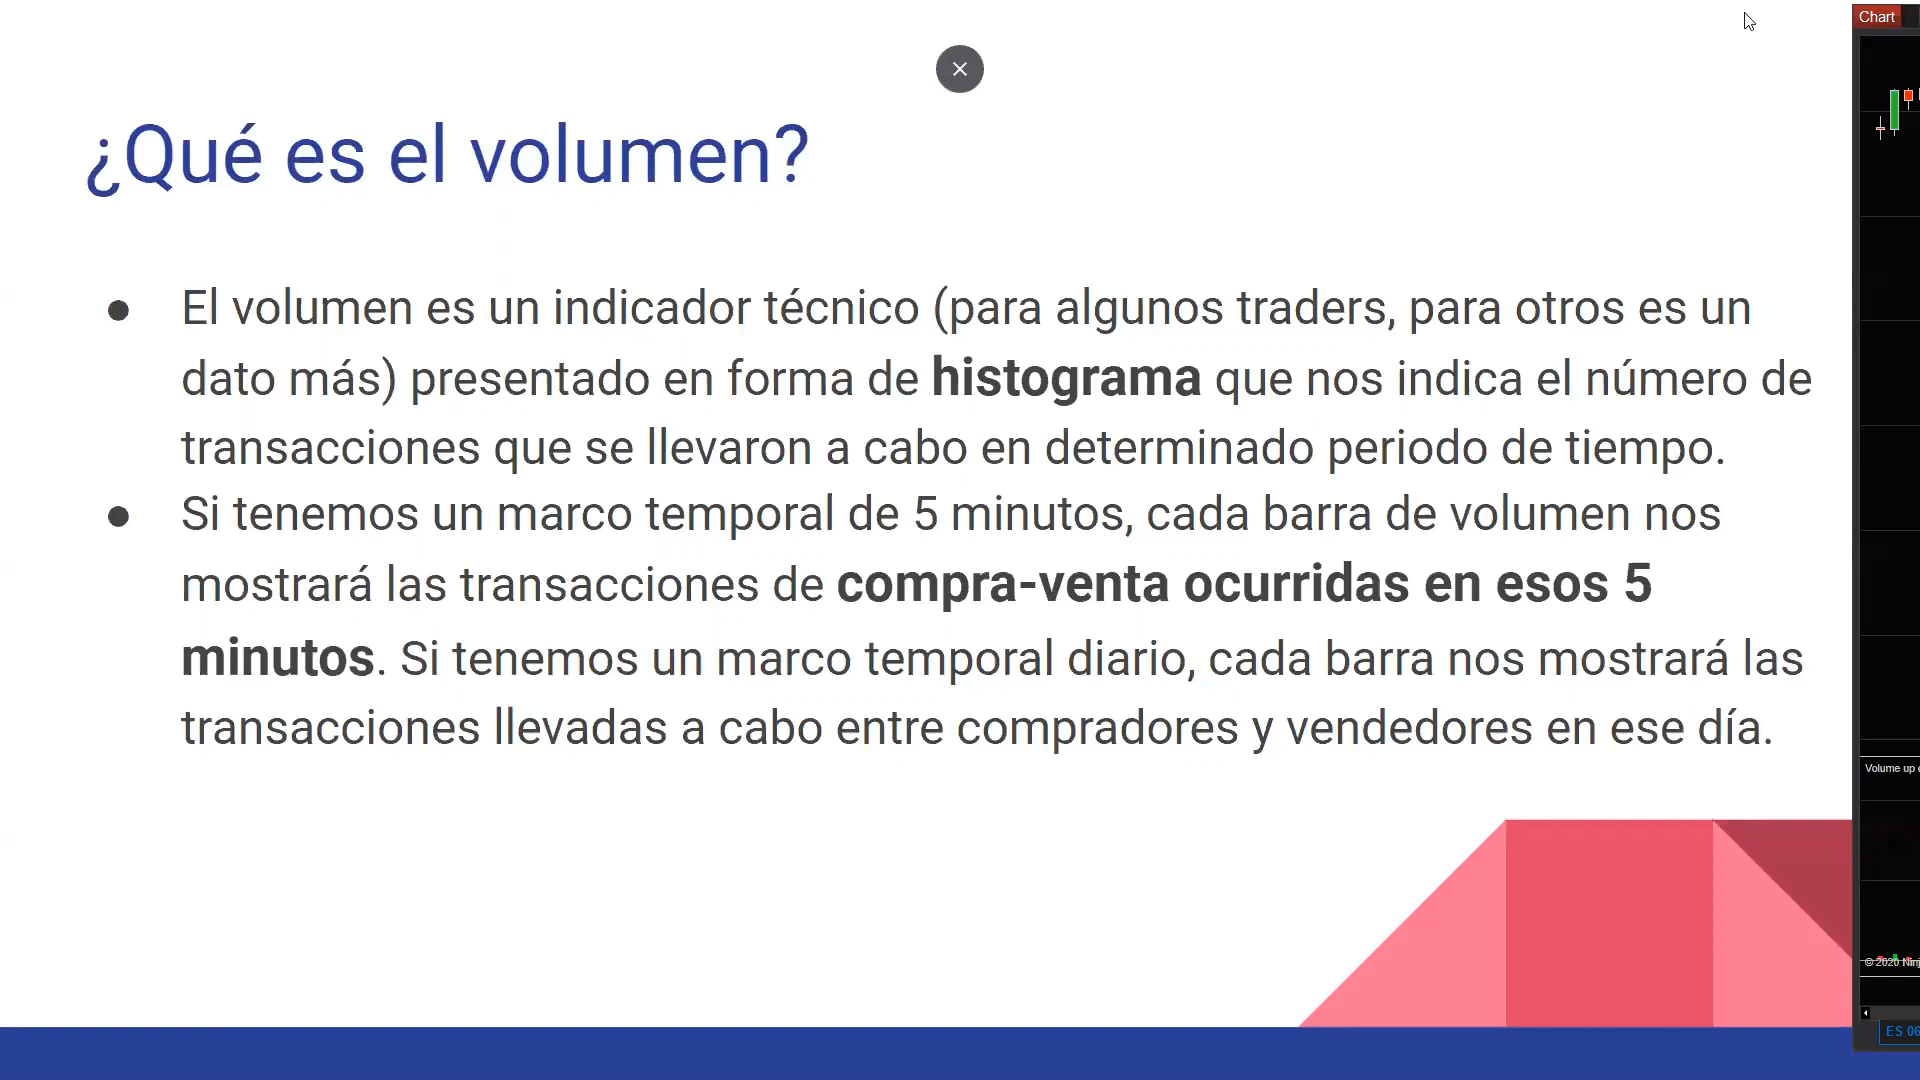 Chart
¿Qué es el volumen?
● El volumen es un indicador técnico (para algunos traders, para otros es un
dato más) presentado en forma de histograma que nos indica el número de
transacciones que se llevaron a cabo en determinado periodo de tiempo.
● Si tenemos un marco temporal de 5 minutos, cada barra de volumen nos
mostrará las transacciones de compra-venta ocurridas en esos 5
minutos. Si tenemos un marco temporal diario, cada barra nos mostrará las
transacciones llevadas a cabo entre compradores y vendedores en ese día.
Volume up
© 2020
ES 06